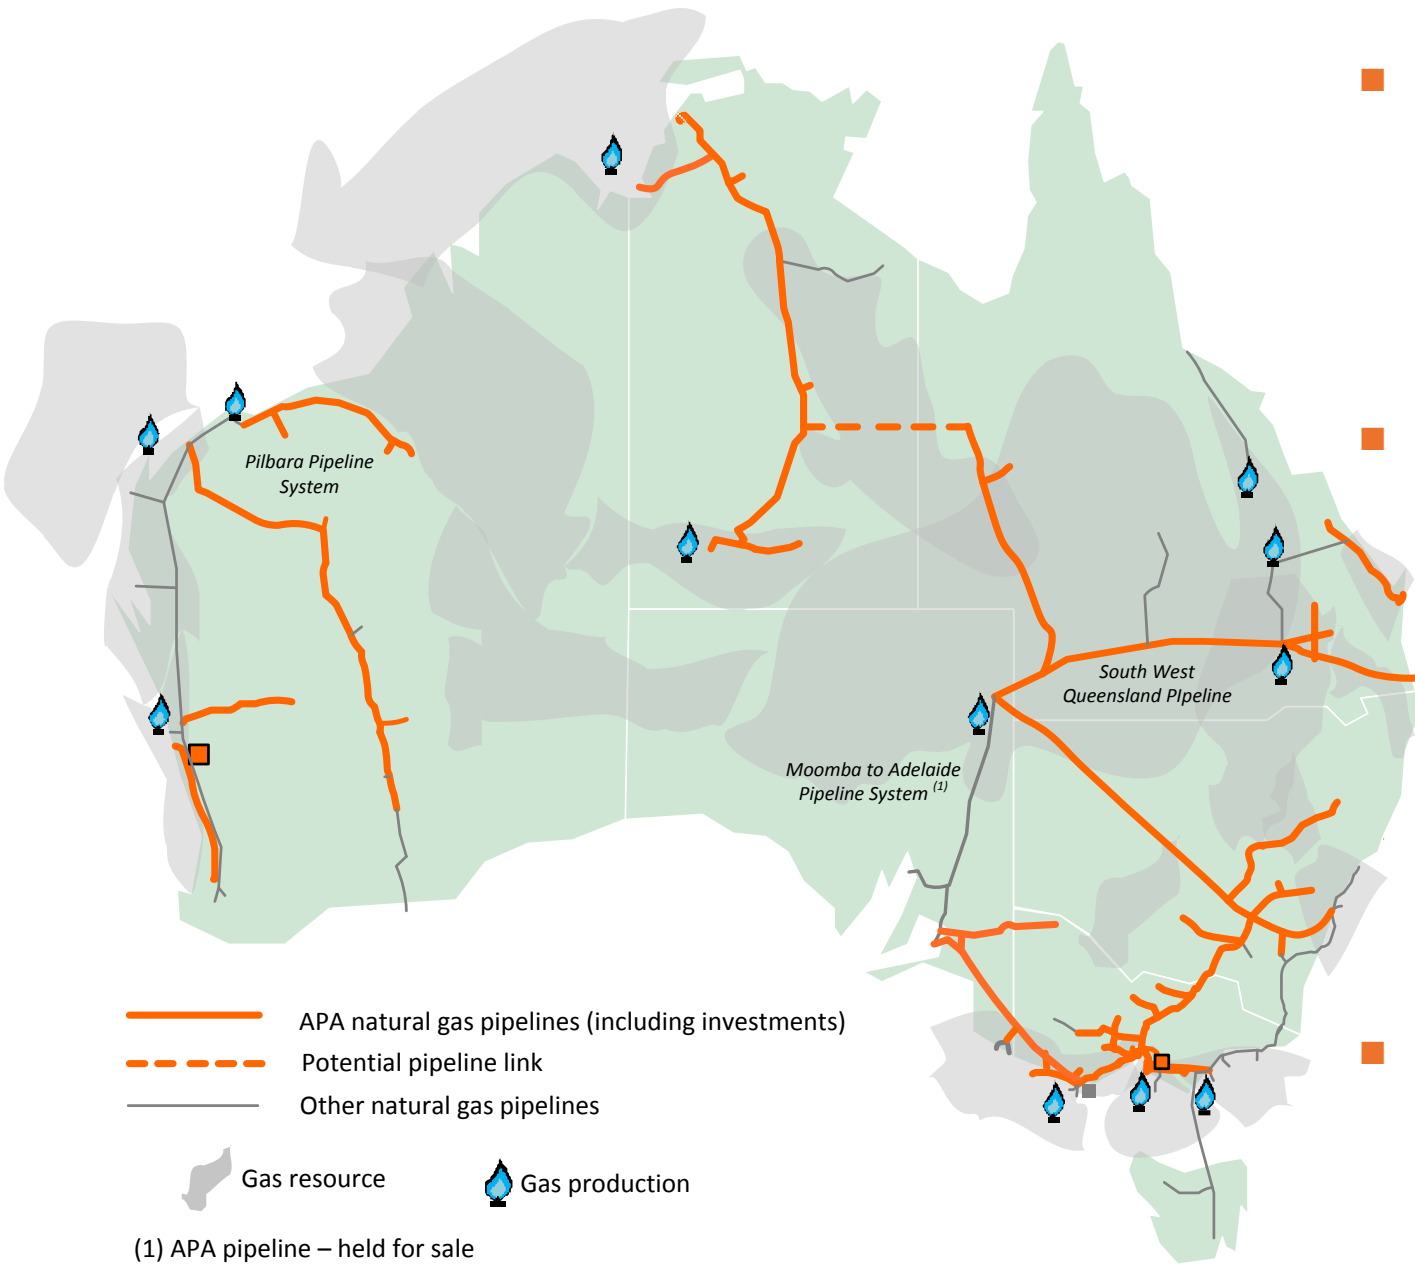 Pilbara Pipeline
System
South West
Queensland PIpeline
Moomba to Adelaide
Pipeline System (1)
APA natural gas pipelines (including investments)
Potential pipeline link
Other natural gas pipelines
Gas resource
Gas production
(1) APA pipeline – held for sale